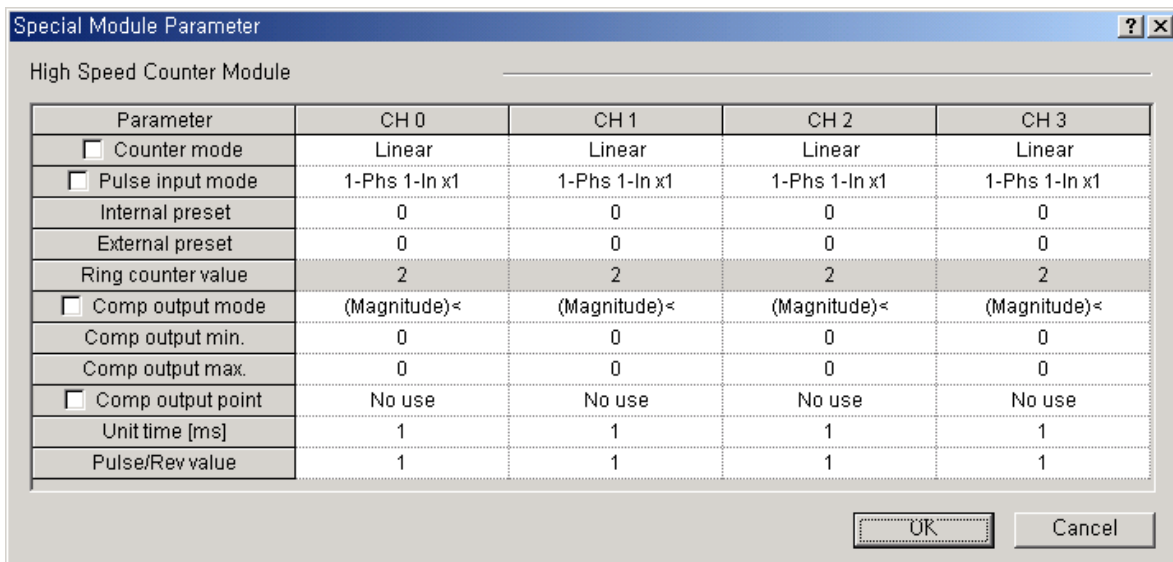 Special Module Parameter
High Speed Counter Module
Parameter CH 0 CH 1 CH 2 CH 3
Counter mode Linear Linear Linear Linear
Pulse input mode 1-Phs 1-In x1 1-Phs 1-In x1 1-Phs 1-In x1 1-Phs 1-In x1
Internal preset 0 0 0 0
External preset 0 0 0 0
Ring counter value 2 2 2 2
Comp output mode (Magnitude)< (Magnitude)< (Magnitude)< (Magnitude)<
Comp output min. 0 0 0 0
Comp output max. 0 0 0 0
Comp output point No use No use No use No use
Unit time [ms] 1 1 1 1
Pulse/Rev value 1 1 1 1
OK Cancel